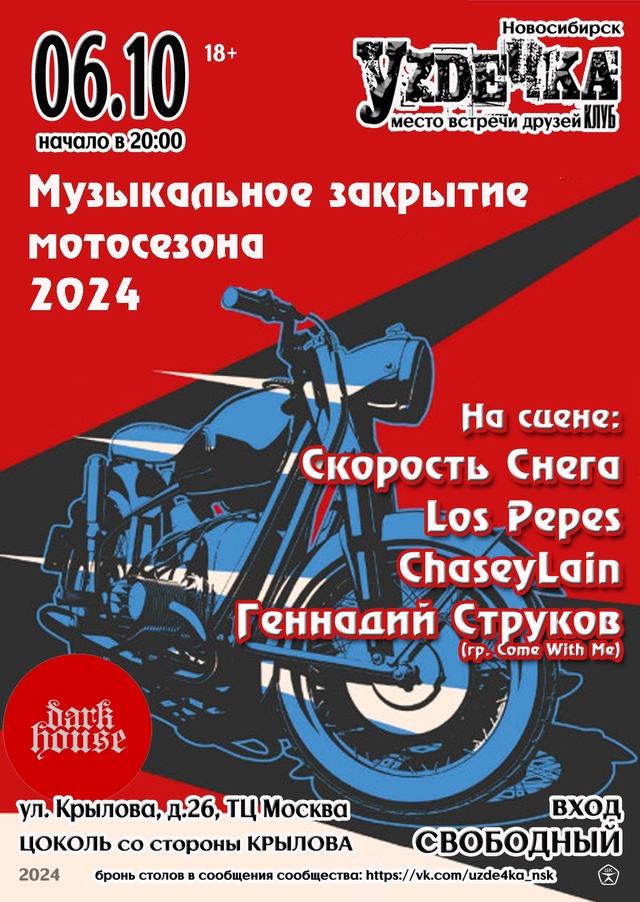 06.10
18+
начало в 20:00
Новосибирск
Уzdeчка
место встречи друзей КЛУБ
Музыкальное закрытие
мотосезона
2024
На сцене:
Скорость Снега
Los Pepes
ChaseyLain
Геннадий Струков
(гр. Come With Me)
dark
house
ул. Крылова, д.26, ТЦ Москва
ЦОКОЛЬ со стороны КРЫЛОВА
ВХОД
СВОБОДНЫЙ
2024
бронь столов в сообщения сообщества: https://vk.com/uzde4ka_nsk
ЦК